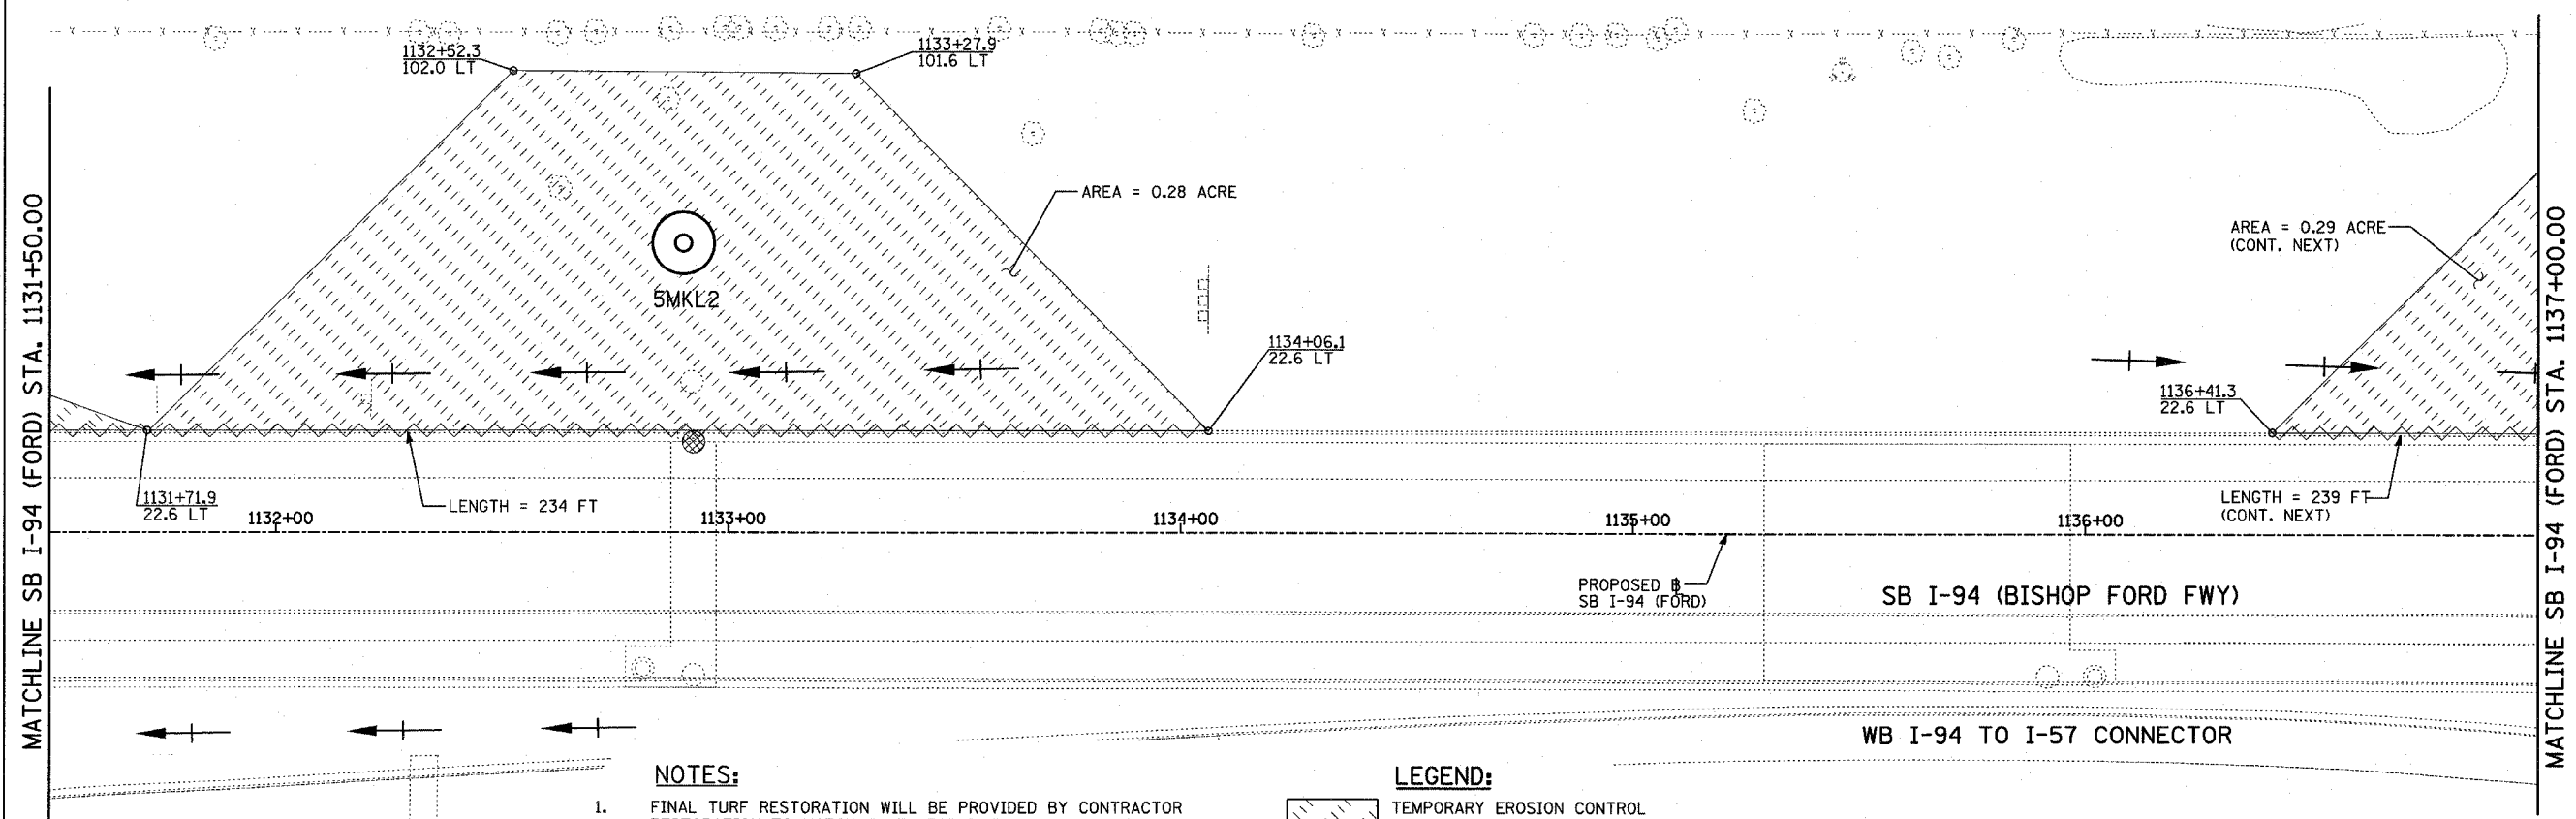 1132+52.3
102.0 LT
1133+27.9
101.6 LT
AREA = 0.28 ACRE
AREA = 0.29 ACRE
(CONT. NEXT)
MATCHLINE SB I-94 (FORD) STA. 1131+50.00
5MKL2
1134+06.1
22.6 LT
1136+41.3
22.6 LT
MATCHLINE SB I-94 (FORD) STA. 1137+00.00
1131+71.9
22.6 LT
LENGTH = 234 FT
LENGTH = 239 FT
(CONT. NEXT)
1132+00
1133+00
1134+00
1135+00
1136+00
PROPOSED B
SB I-94 (FORD)
SB I-94 (BISHOP FORD FWY)
WB I-94 TO I-57 CONNECTOR
NOTES:
1. FINAL TURF RESTORATION WILL BE PROVIDED BY CONTRACTOR
LEGEND:
TEMPORARY EROSION CONTROL